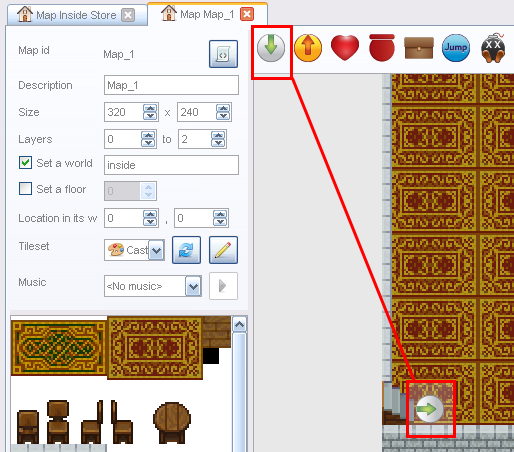 Map Inside Store
Map Map_1
Map id
Map_1
Jump
Description
Map_1
Size
320 x 240
Layers
0 to 2
Set a world
inside
Set a floor
0
Location in its w
0 , 0
Tileset
Cast
Music
<No music>